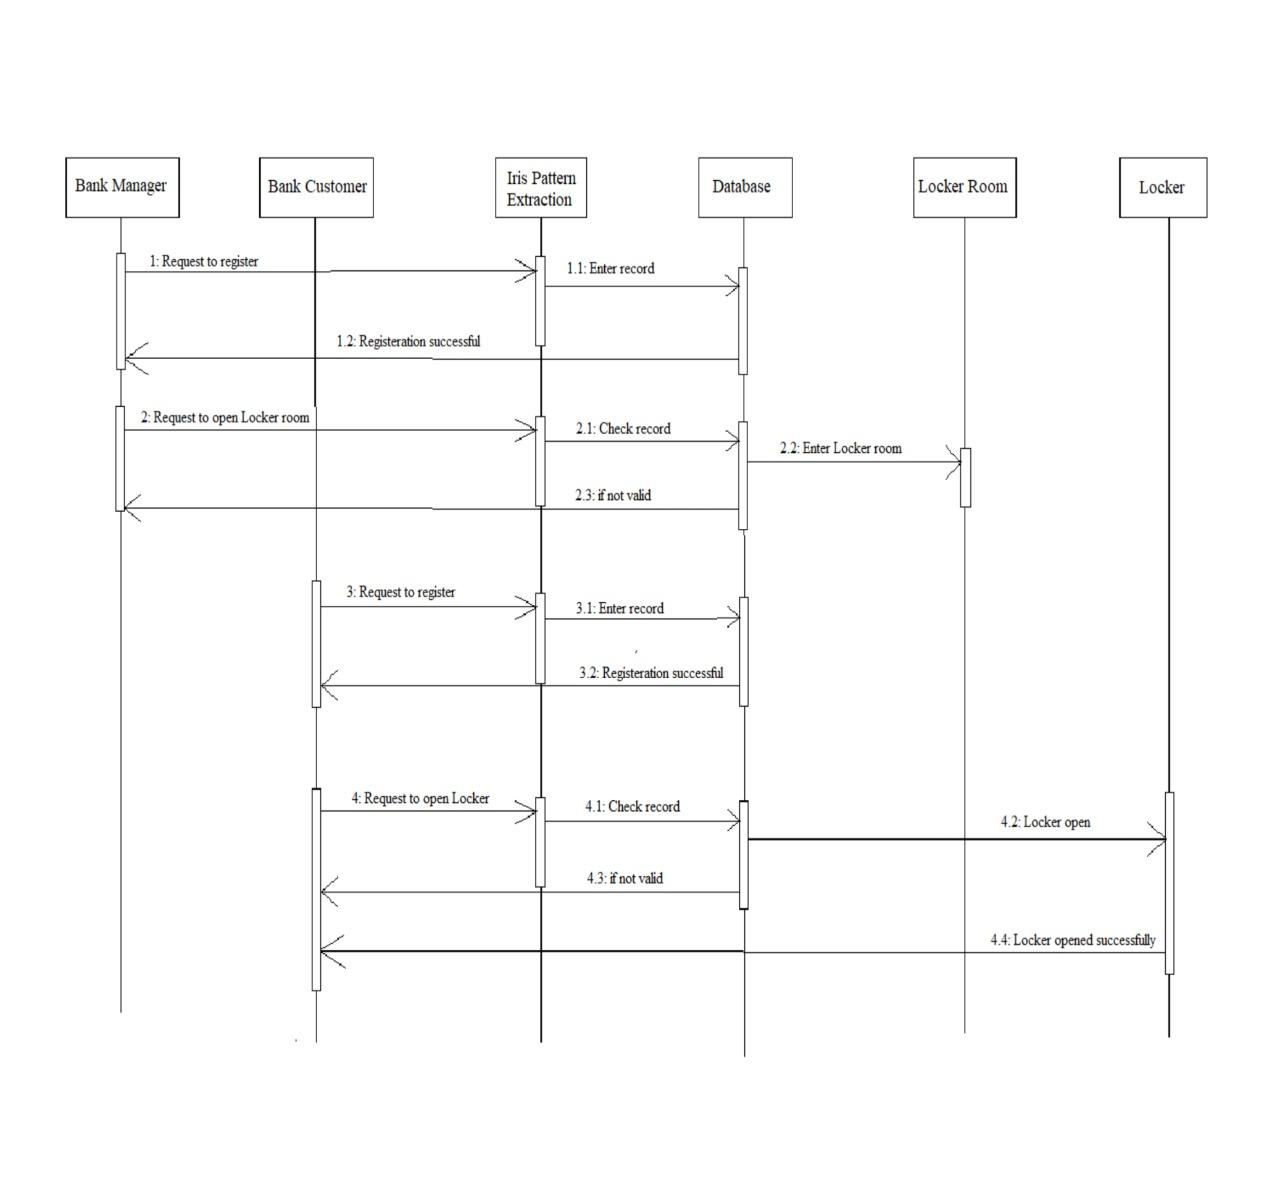 Bank Manager
Bank Customer
Iris Pattern
Extraction
Database
Locker Room
Locker
1: Request to register
1.1: Enter record
1.2: Registeration successful
2: Request to open Locker room
2.1: Check record
2.2: Enter Locker room
2.3: if not valid
3: Request to register
3.1: Enter record
3.2: Registeration successful
4: Request to open Locker
4.1: Check record
4.2: Locker open
4.3: if not valid
4.4: Locker opened successfully